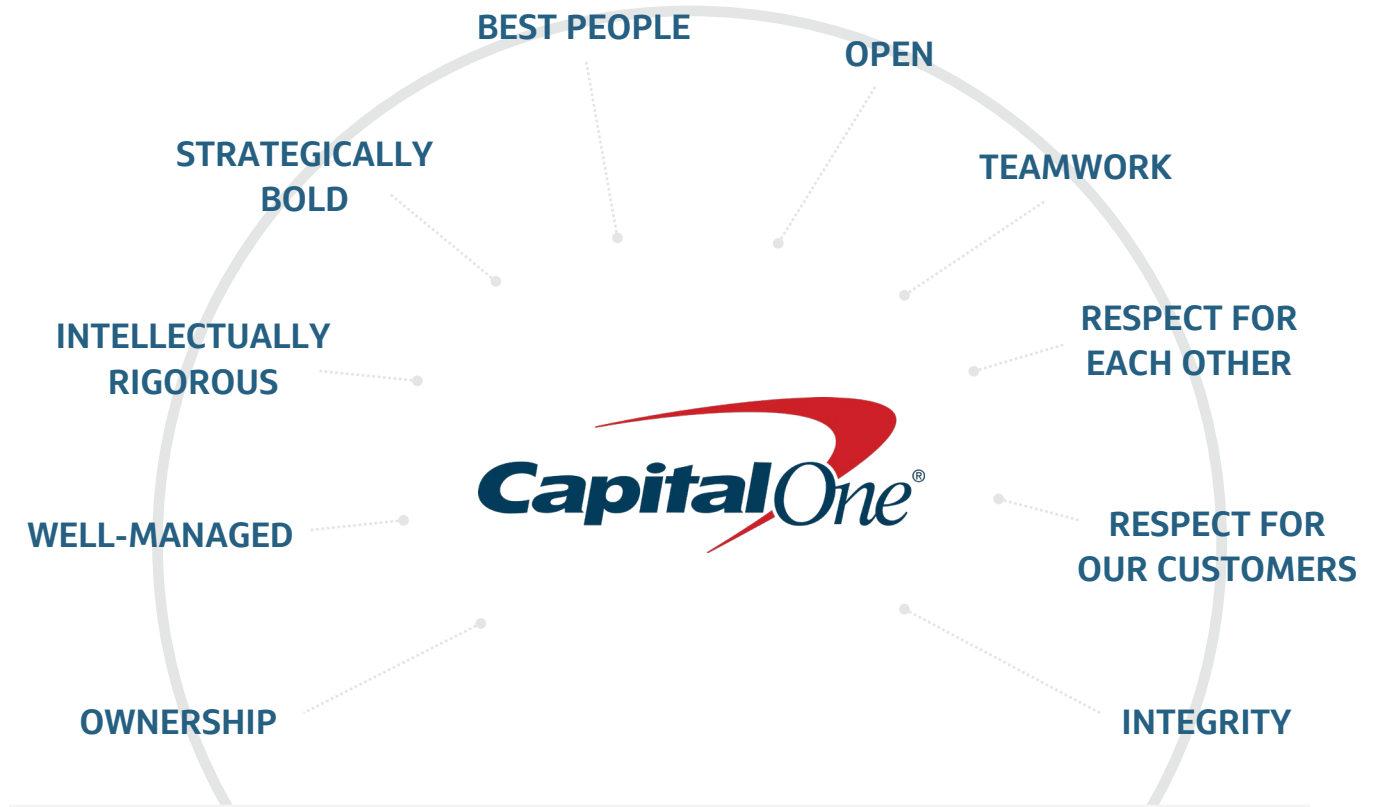 BEST PEOPLE
OPEN
STRATEGICALLY
BOLD
TEAMWORK
INTELLECTUALLY
RIGOROUS
RESPECT FOR
EACH OTHER
CapitalOne®
WELL-MANAGED
RESPECT FOR
OUR CUSTOMERS
OWNERSHIP
INTEGRITY